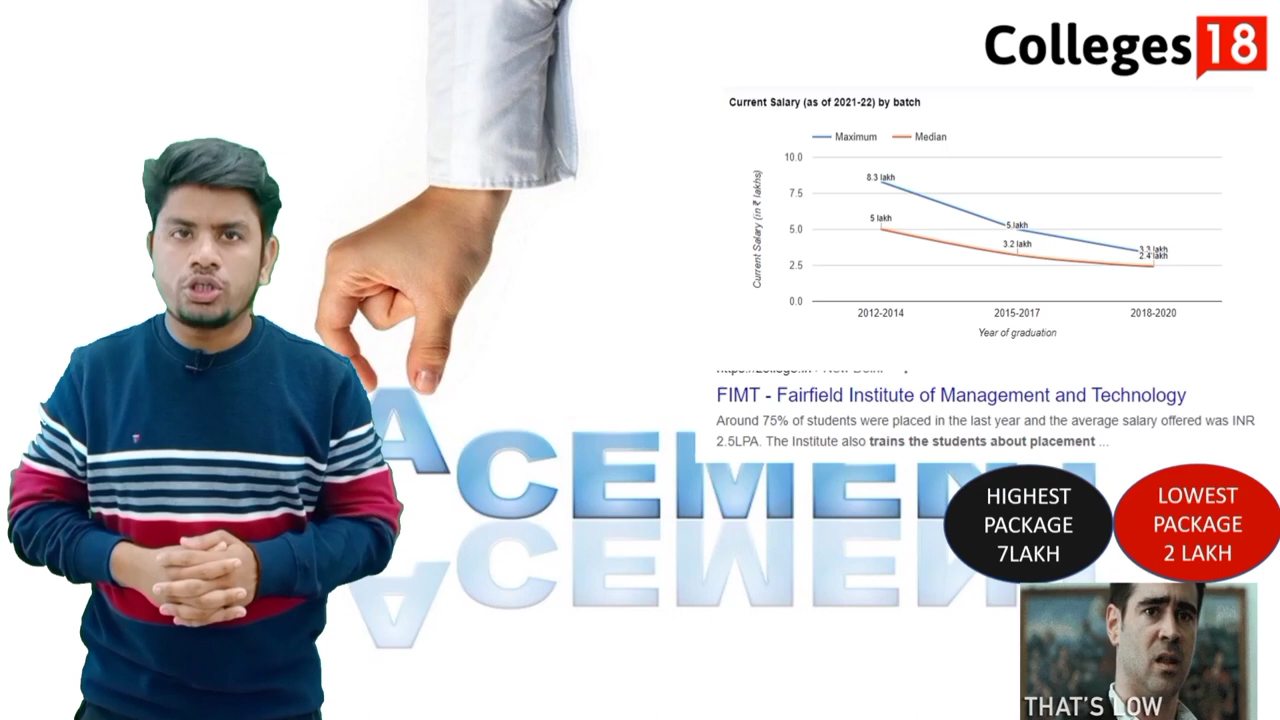 Colleges 18
Current Salary (as of 2021-22) by batch
Maximum Median
Current Salary (in ₹ lakhs)
10.0
7.5
5.0
2.5
0.0
8.3 lakh
5 lakh
5 lakh
3.2 lakh
3.3 lakh
2.4 lakh
2012-2014 2015-2017 2018-2020
Year of graduation
FIMT - Fairfield Institute of Management and Technology
Around 75% of students were placed in the last year and the average salary offered was INR
2.5LPA. The Institute also trains the students about placement ...
ACEMENT
HIGHEST
PACKAGE
7LAKH
LOWEST
PACKAGE
2 LAKH
THAT'S LOW